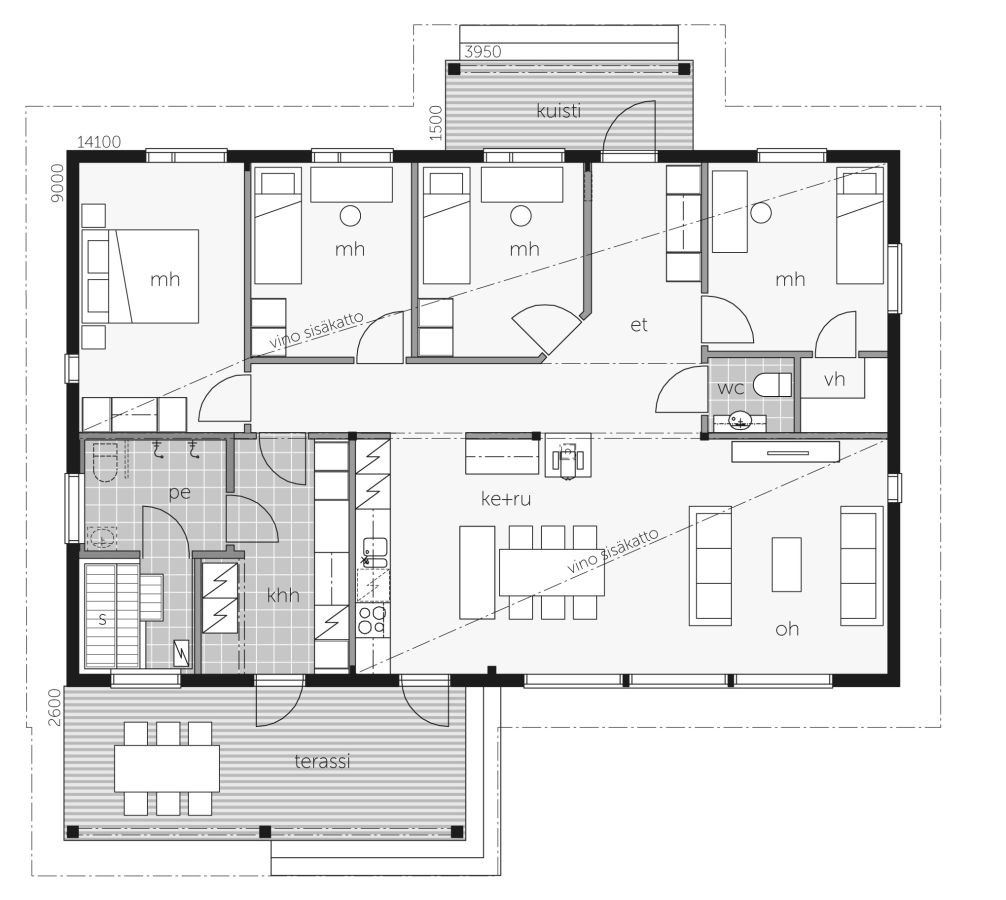 3950
kuisti
1500
14100
9000
mh
mh
mh
mh
vino sisäkatto
et
wc
vh
pe
ke+ru
vino sisäkatto
khh
s
oh
2600
terassi